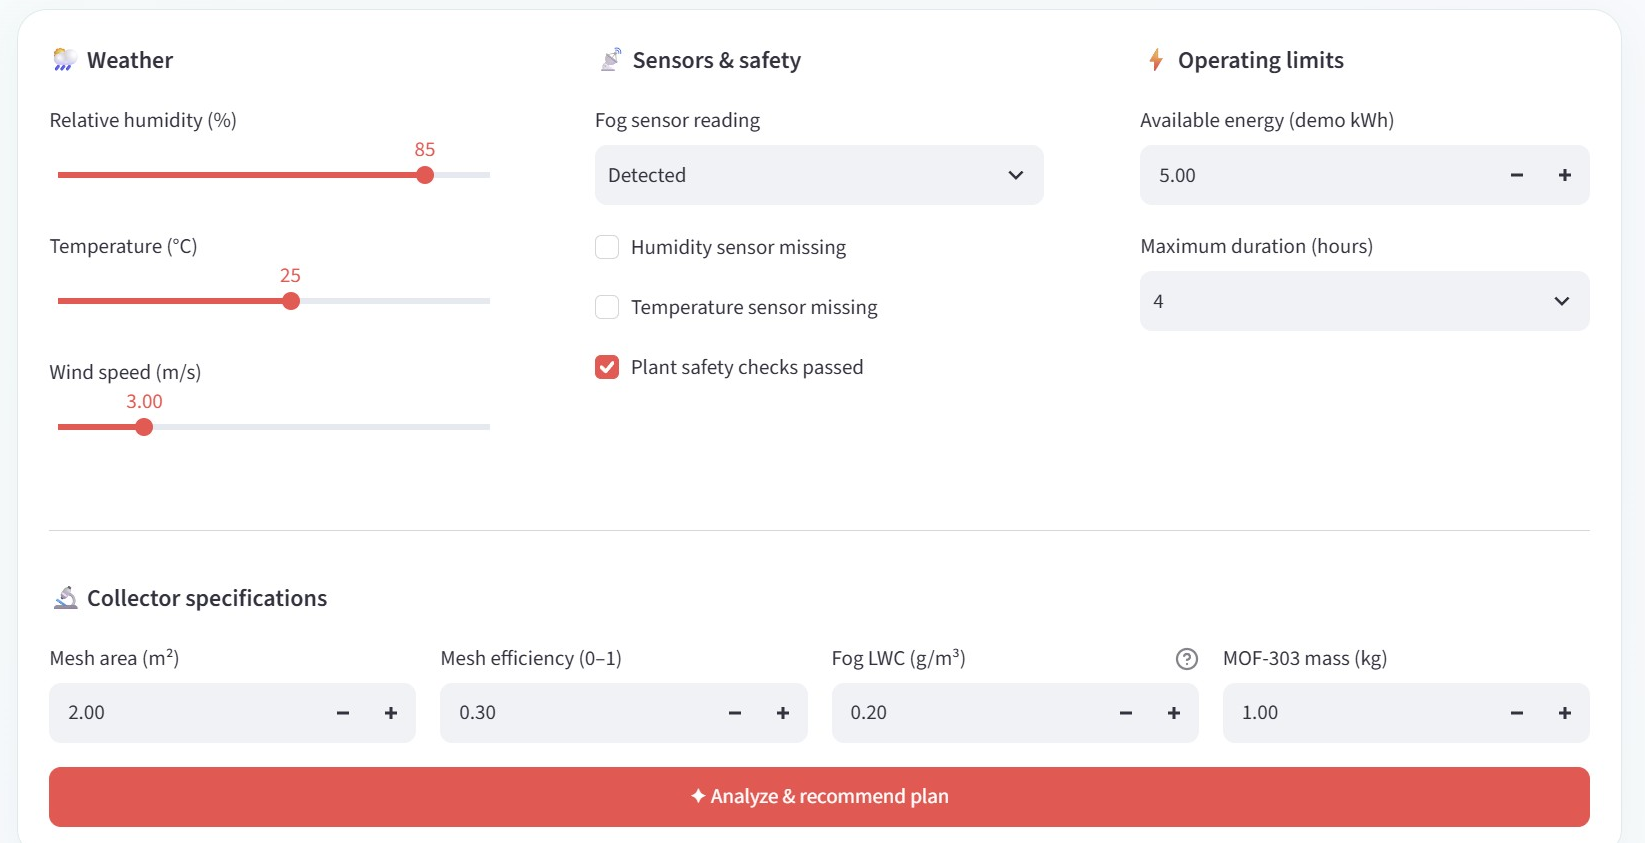 Weather
Relative humidity (%)
85
Temperature (°C)
25
Wind speed (m/s)
3.00
Sensors & safety
Fog sensor reading
Detected
Humidity sensor missing
Temperature sensor missing
Plant safety checks passed
Operating limits
Available energy (demo kWh)
5.00
Maximum duration (hours)
4
Collector specifications
Mesh area (m²)
2.00
Mesh efficiency (0–1)
0.30
Fog LWC (g/m³)
0.20
MOF-303 mass (kg)
1.00
✦ Analyze & recommend plan